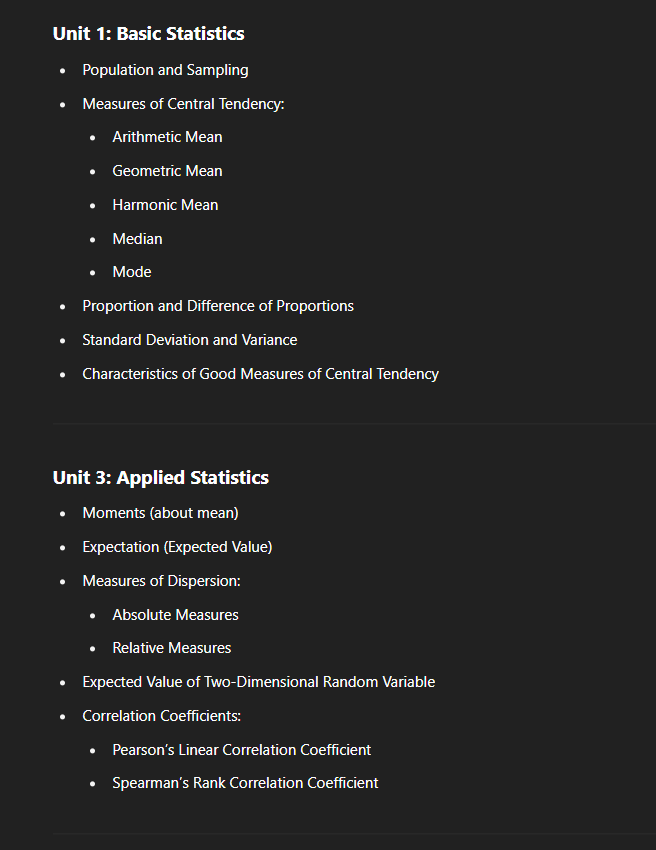 Unit 1: Basic Statistics
Population and Sampling
Measures of Central Tendency:
Arithmetic Mean
Geometric Mean
Harmonic Mean
Median
Mode
Proportion and Difference of Proportions
Standard Deviation and Variance
Characteristics of Good Measures of Central Tendency
Unit 3: Applied Statistics
Moments (about mean)
Expectation (Expected Value)
Measures of Dispersion:
Absolute Measures
Relative Measures
Expected Value of Two-Dimensional Random Variable
Correlation Coefficients:
Pearson’s Linear Correlation Coefficient
Spearman’s Rank Correlation Coefficient